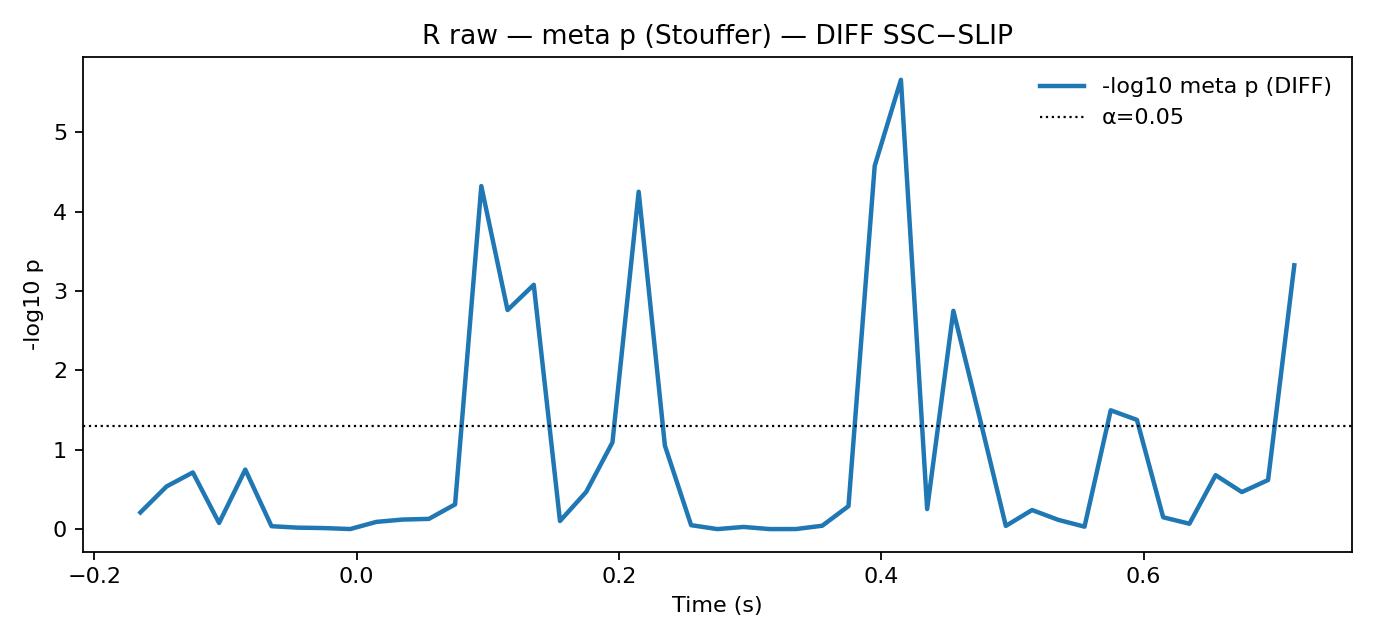 R raw — meta p (Stouffer) — DIFF SSC−SLIP
-log10 meta p (DIFF)
α=0.05
-log10 p
5
4
3
2
1
0
−0.2
0.0
0.2
0.4
0.6
Time (s)